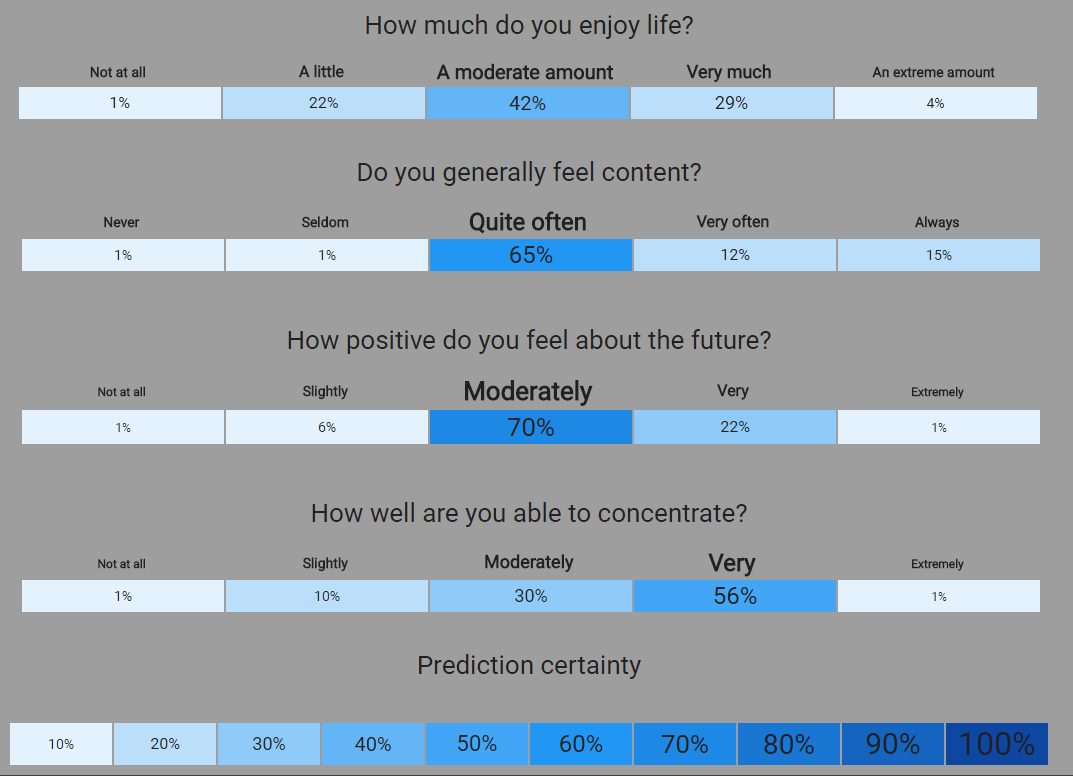 How much do you enjoy life?
Not at all A little A moderate amount Very much An extreme amount
1% 22% 42% 29% 4%
Do you generally feel content?
Never Seldom Quite often Very often Always
1% 1% 65% 12% 15%
How positive do you feel about the future?
Not at all Slightly Moderately Very Extremely
1% 6% 70% 22% 1%
How well are you able to concentrate?
Not at all Slightly Moderately Very Extremely
1% 10% 30% 56% 1%
Prediction certainty
10% 20% 30% 40% 50% 60% 70% 80% 90% 100%